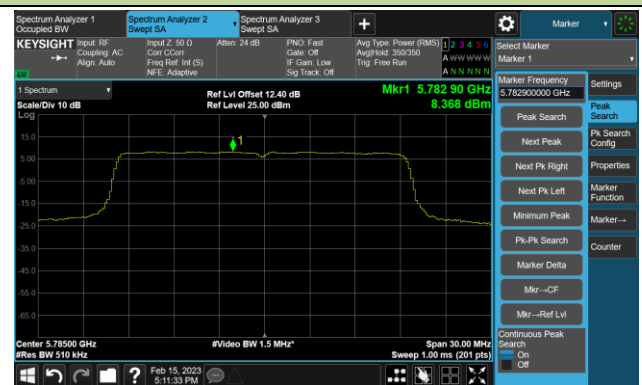 Spectrum Analyzer 1
Occupied BW
Spectrum Analyzer 2
Swept SA
Spectrum Analyzer 3
Swept SA
Marker
KEYSIGHT
Input: RF
Coupling: AC
Align: Auto
Input Z: 50 Ω
Corr CCorr
Freq Ref: Int (S)
NFE: Adaptive
Atten: 24 dB
PNO: Fast
Gate: Off
IF Gain: Low
Sig Track: Off
Avg Type: Power (RMS)
Avg|Hold: 350/350
Trig: Free Run
1 2 3 4 5 6
A W W W W W
A N N N N N
Select Marker
Marker 1
1 Spectrum
Scale/Div 10 dB
Log
Ref Lvl Offset 12.40 dB
Ref Level 25.00 dBm
Mkr1 5.782 90 GHz
8.368 dBm
1
15.0
5.00
-5.00
-15.0
-25.0
-35.0
-45.0
-55.0
-65.0
Center 5.78500 GHz
#Res BW 510 kHz
#Video BW 1.5 MHz*
Span 30.00 MHz
Sweep 1.00 ms (201 pts)
Marker Frequency
5.782900000 GHz
Peak Search
Next Peak
Next Pk Right
Next Pk Left
Minimum Peak
Pk-Pk Search
Marker Delta
Mkr→CF
Mkr→Ref Lvl
Continuous Peak
Search
On
Off
Settings
Peak
Search
Pk Search
Config
Properties
Marker
Function
Marker→
Counter
?
Feb 15, 2023
5:11:33 PM